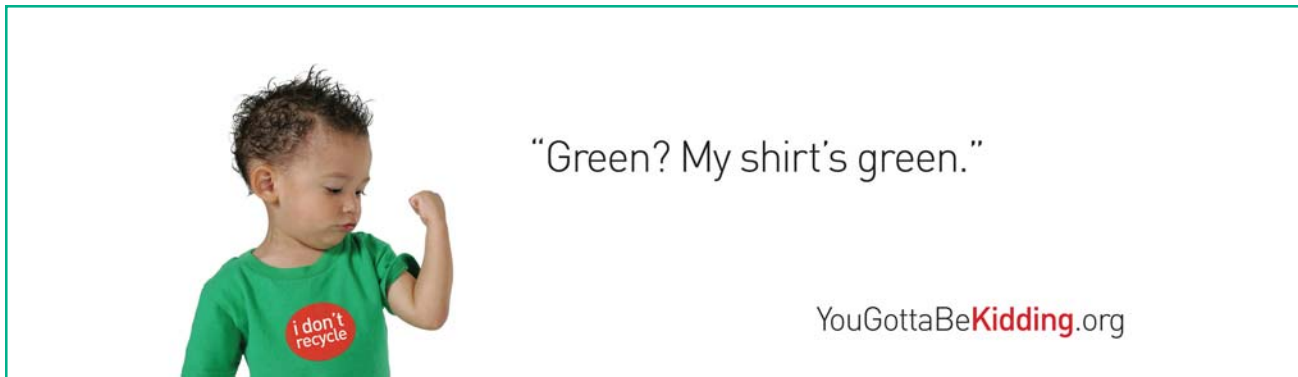 “Green? My shirt’s green.”
i don’t
recycle
YouGottaBeKidding.org